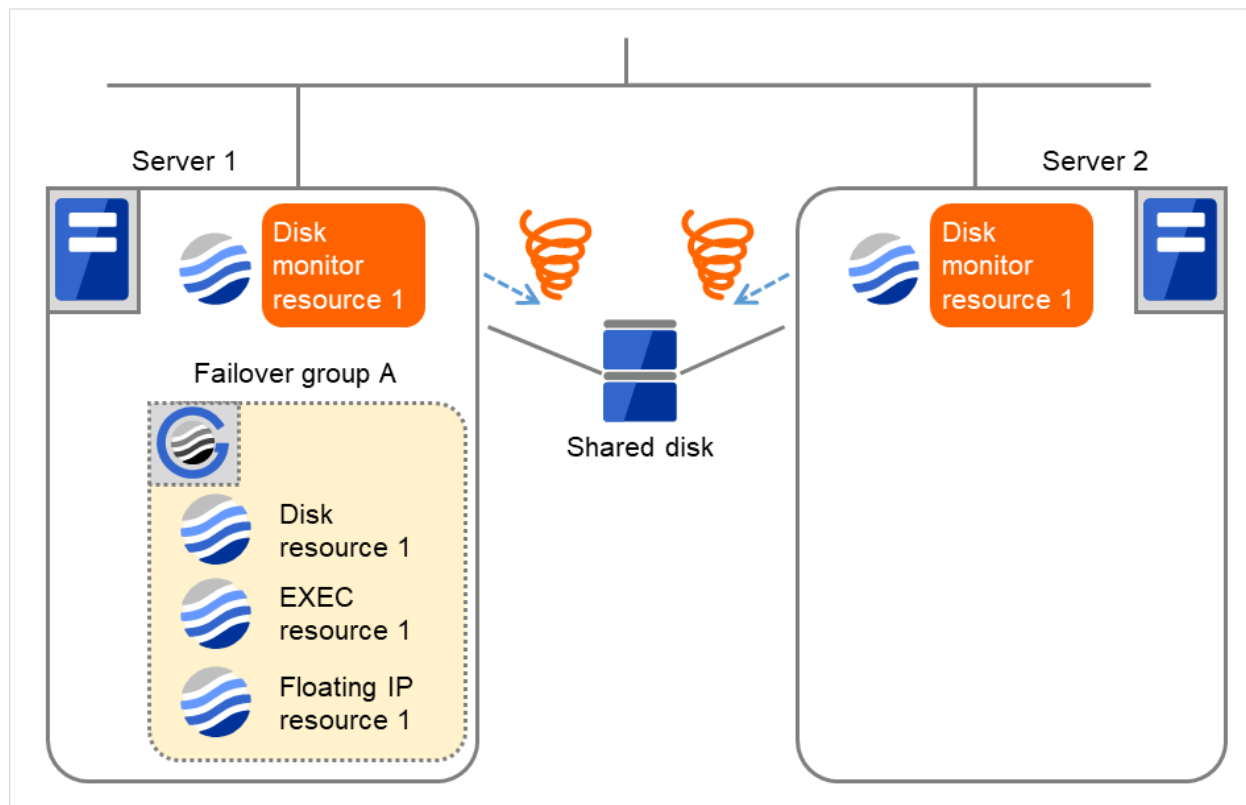 Server 1
Server 2
Disk
monitor
resource 1
Disk
monitor
resource 1
Failover group A
Shared disk
Disk
resource 1
EXEC
resource 1
Floating IP
resource 1